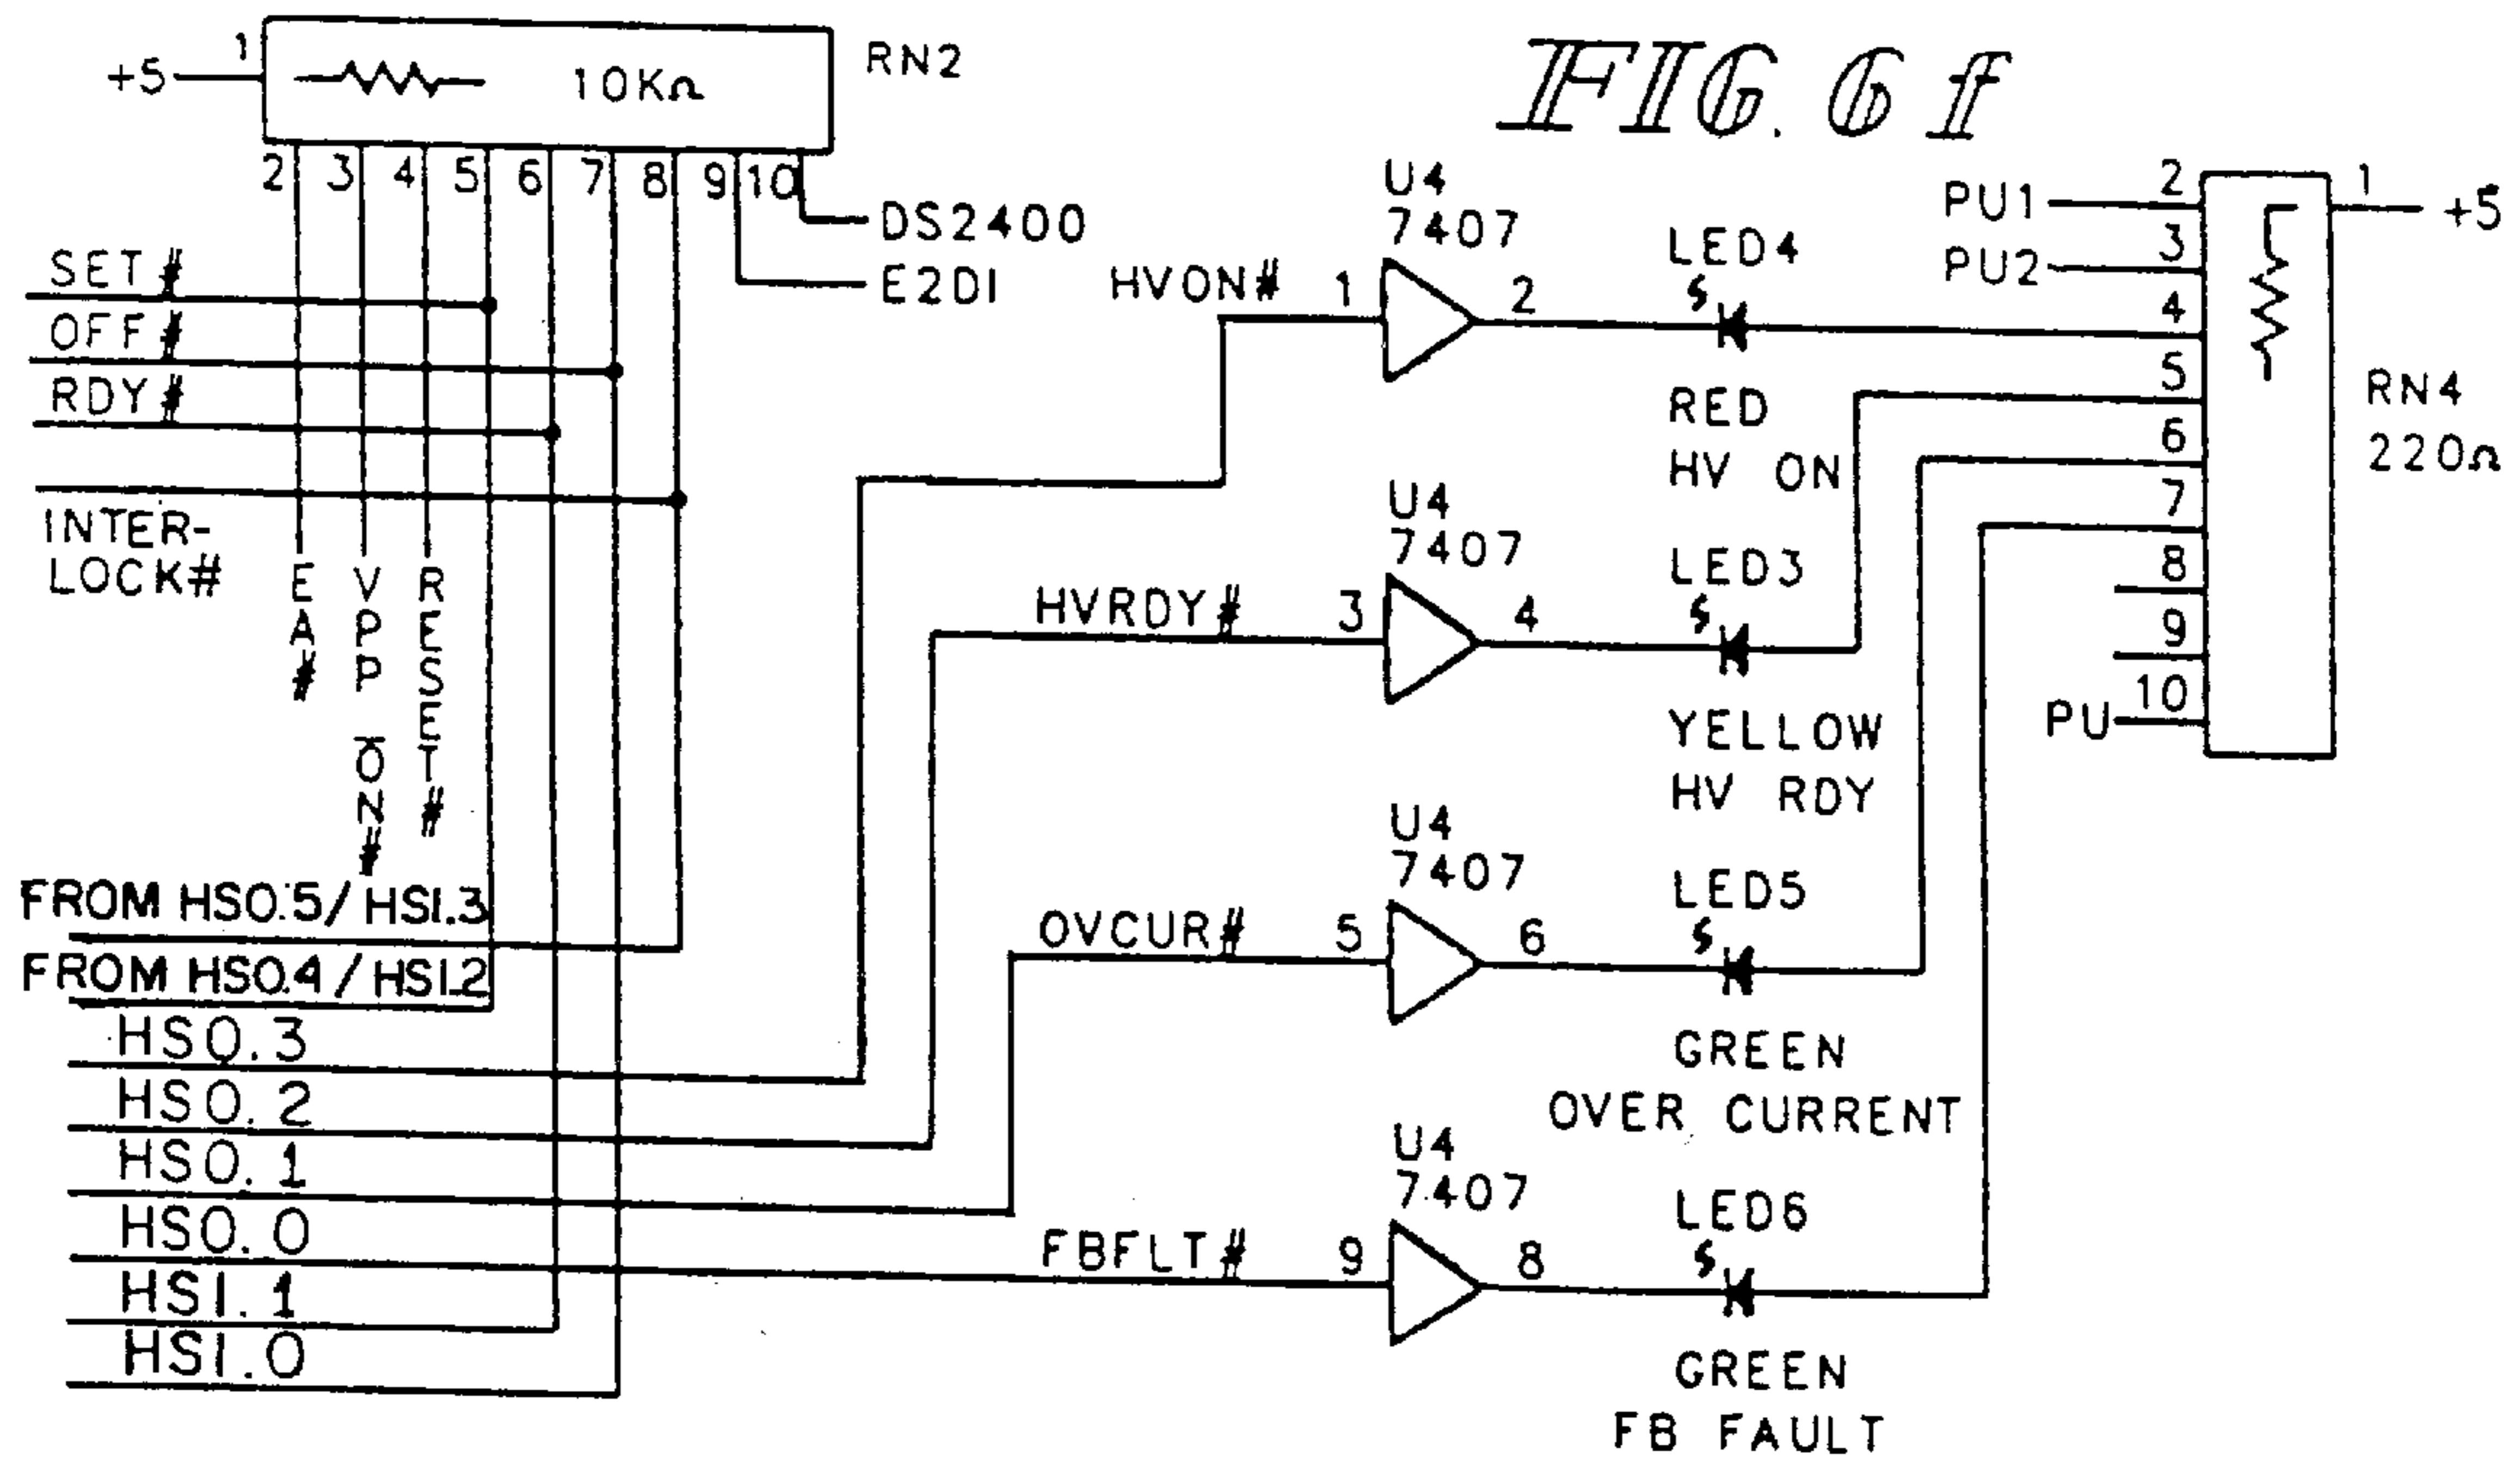 FIG. 6 f
RN2
+5
1
10KΩ
2 3 4 5 6 7 8 9 10
DS2400
E2DI
SET#
OFF#
RDY#
INTER-
LOCK#
EA#
VPP ON#
RESET#
FROM HSO.5/HSI.3
FROM HSO.4/HSI.2
HSO.3
HSO.2
HSO.1
HSO.0
HSI.1
HSI.0
HVON#
1
U4
7407
2
LED4
RED
HV ON
HVRDY#
3
U4
7407
4
LED3
YELLOW
HV RDY
OVCUR#
5
U4
7407
6
LED5
GREEN
OVER CURRENT
FBFLT#
9
U4
7407
8
LED6
GREEN
FB FAULT
PU1
2
1
+5
PU2
3
4
5
6
7
8
9
PU
10
RN4
220Ω